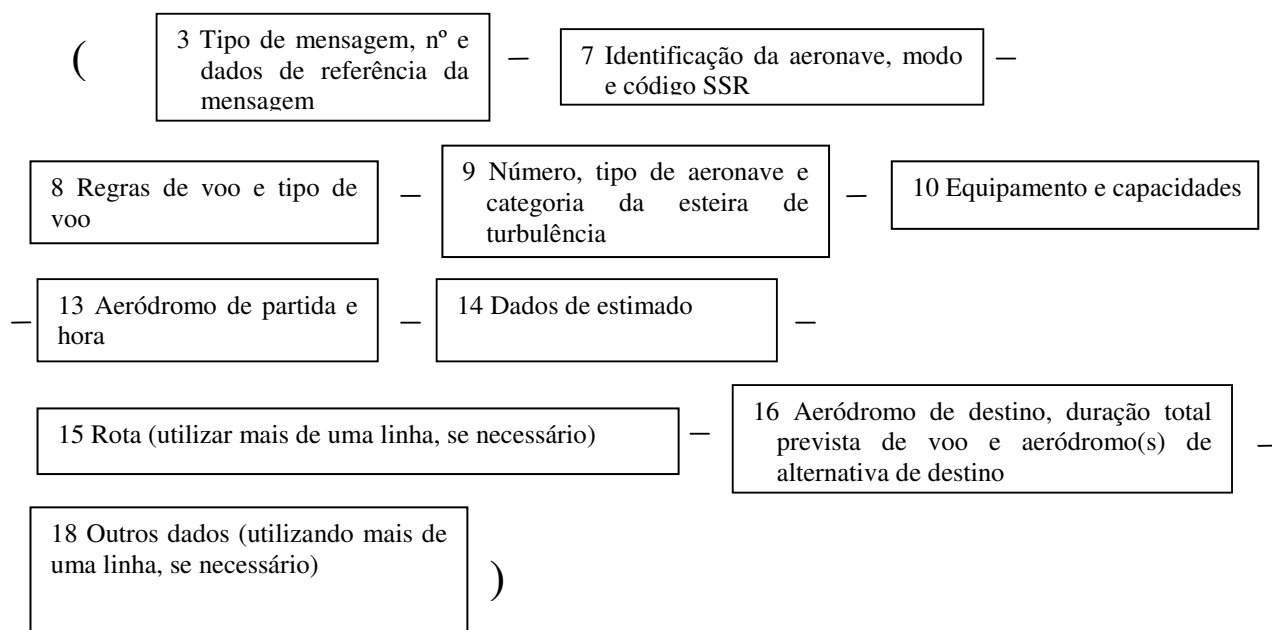 (
3 Tipo de mensagem, nº e
dados de referência da
mensagem
–
7 Identificação da aeronave, modo
e código SSR
–
8 Regras de voo e tipo de
voo
–
9 Número, tipo de aeronave e
categoria da esteira de
turbulência
–
10 Equipamento e capacidades
–
13 Aeródromo de partida e
hora
–
14 Dados de estimado
–
15 Rota (utilizar mais de uma linha, se necessário)
–
16 Aeródromo de destino, duração total
prevista de voo e aeródromo(s) de
alternativa de destino
–
18 Outros dados (utilizando mais de
uma linha, se necessário)
)